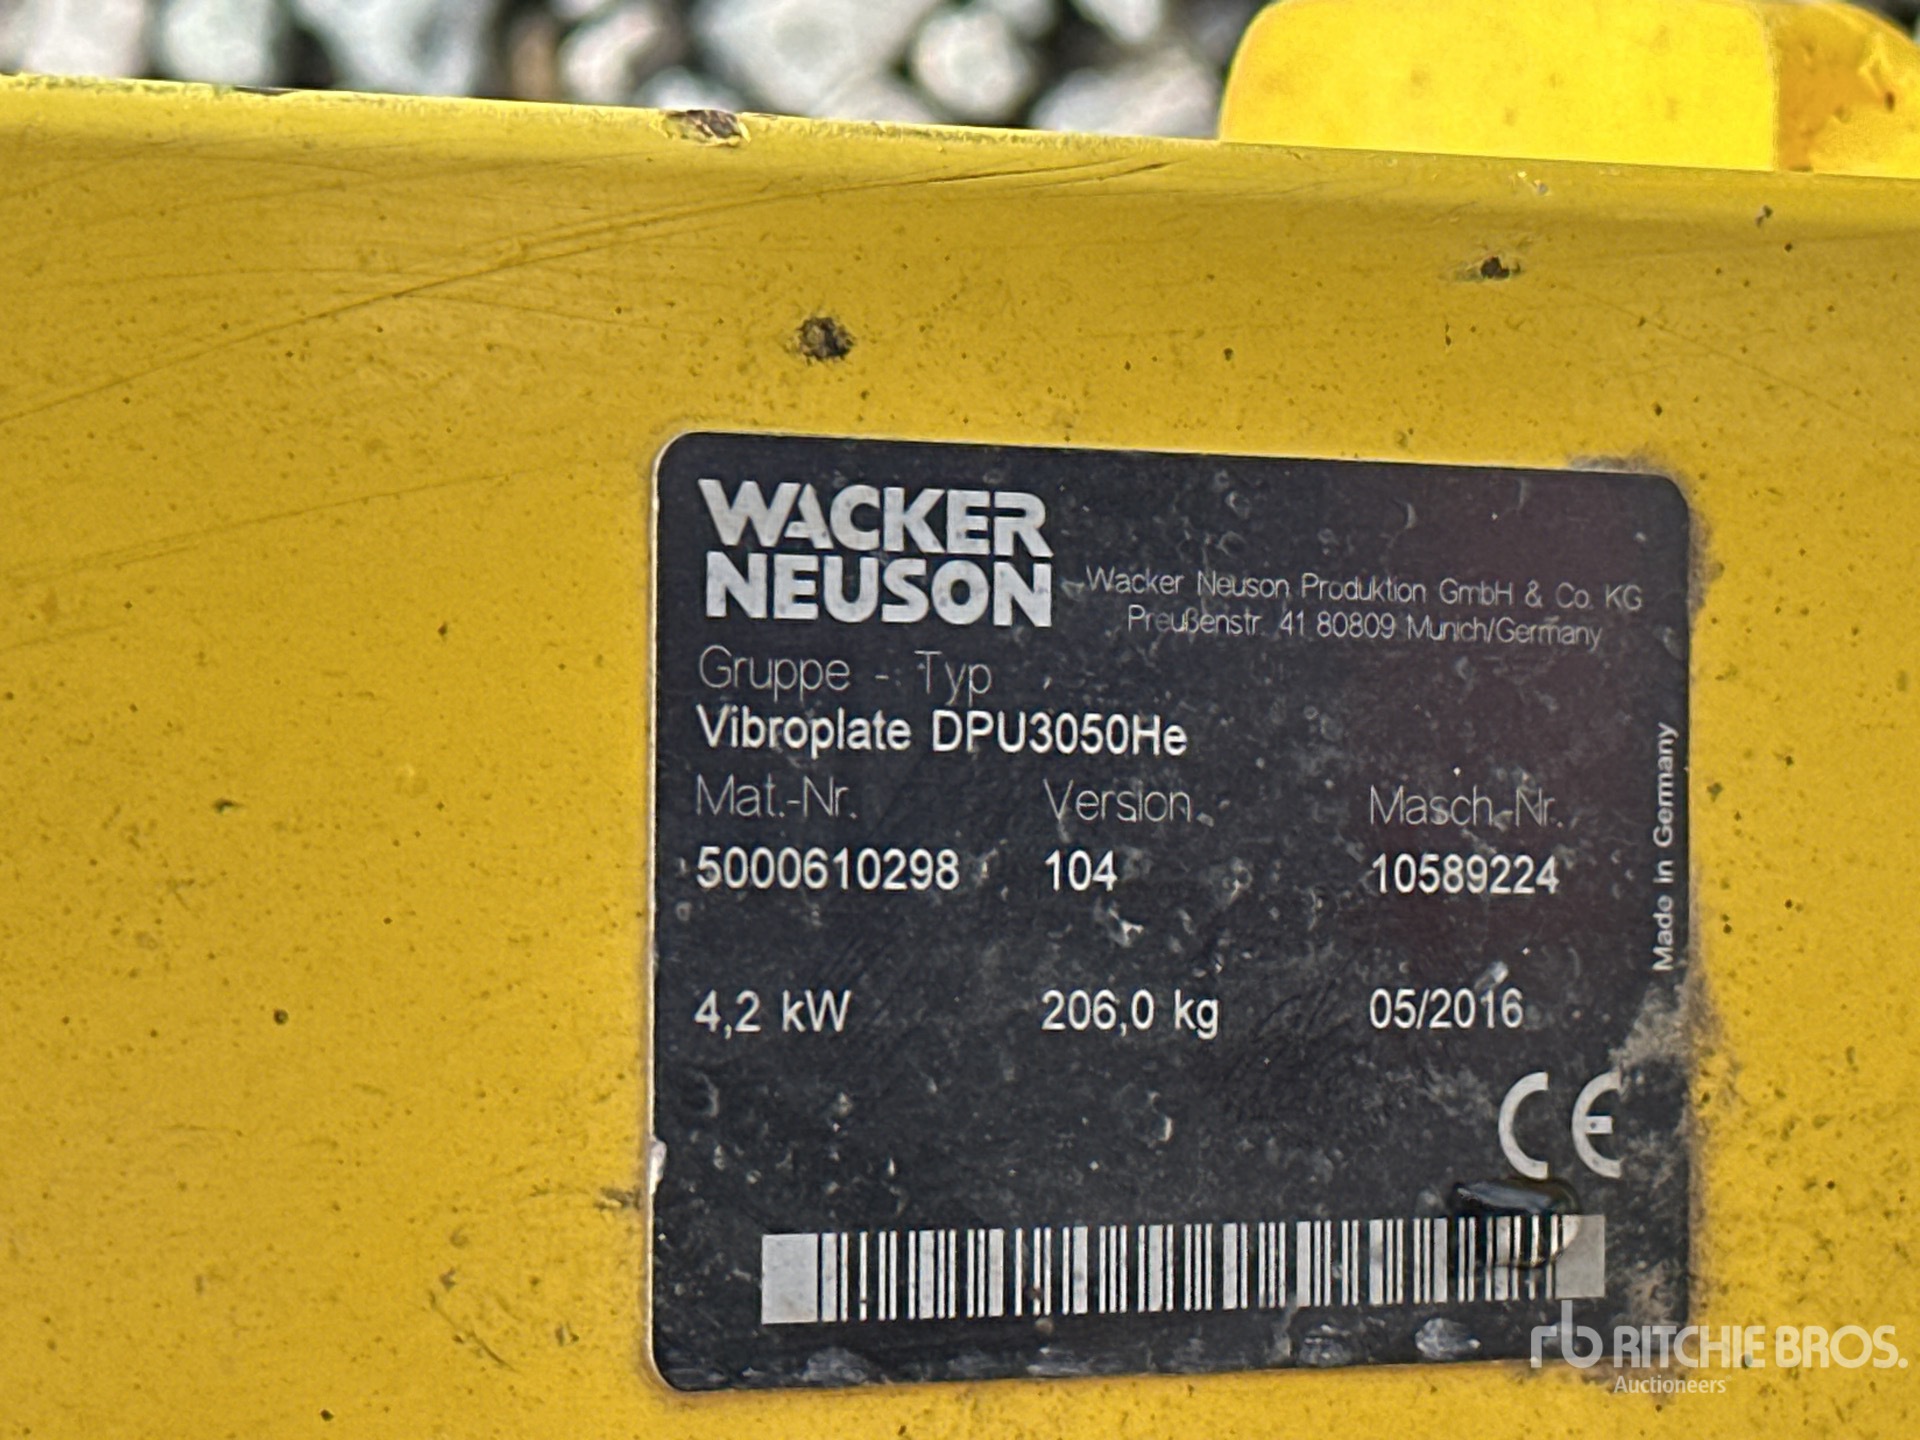 WACKER
NEUSON
Wacker Neuson Produktion GmbH & Co. KG
Preußenstr. 41 80809 Munich/Germany
Gruppe - Typ
Vibroplate DPU3050He
Mat.-Nr. Version Masch.-Nr.
5000610298 104 10589224
4,2 kW 206,0 kg 05/2016
Made in Germany
CE
rb RITCHIE BROS.
Auctioneers